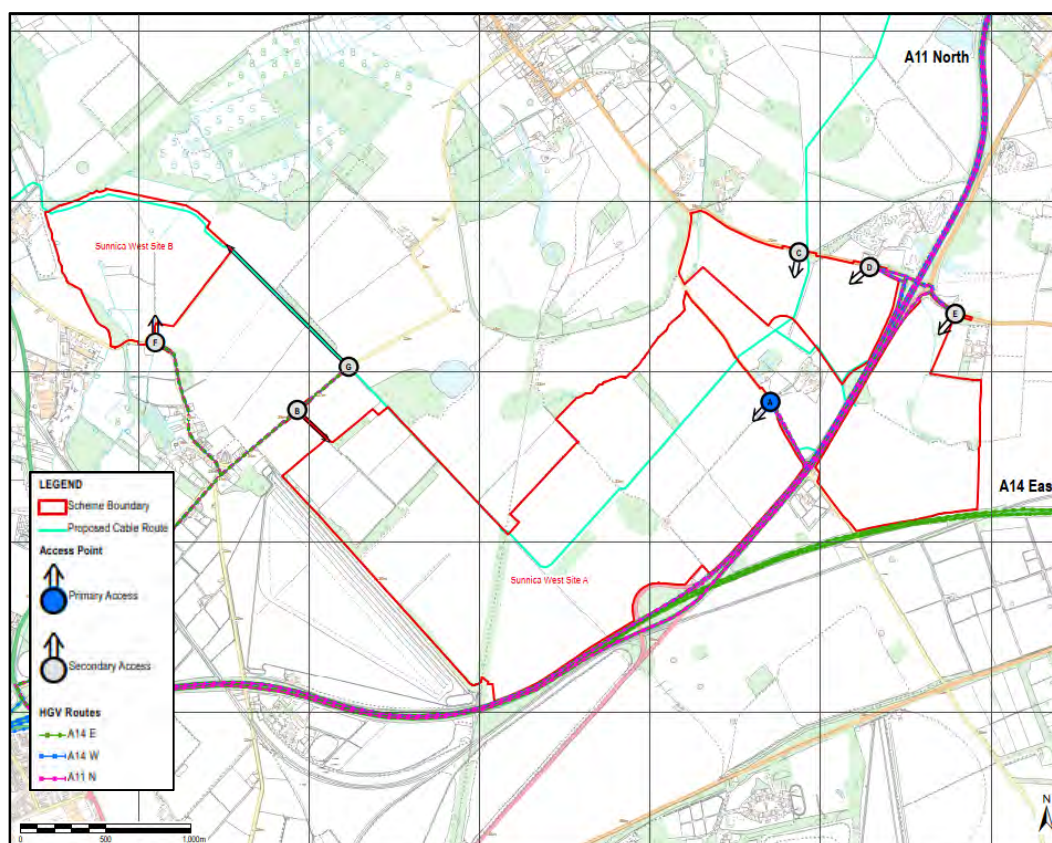 A11 North
Sunnica West Site B
C
D
E
F
G
A
B
A14 East
Sunnica West Site A
LEGEND
Scheme Boundary
Proposed Cable Route
Access Point
Primary Access
Secondary Access
HGV Routes
A14 E
A14 W
A11 N
N
0 500 1,000m